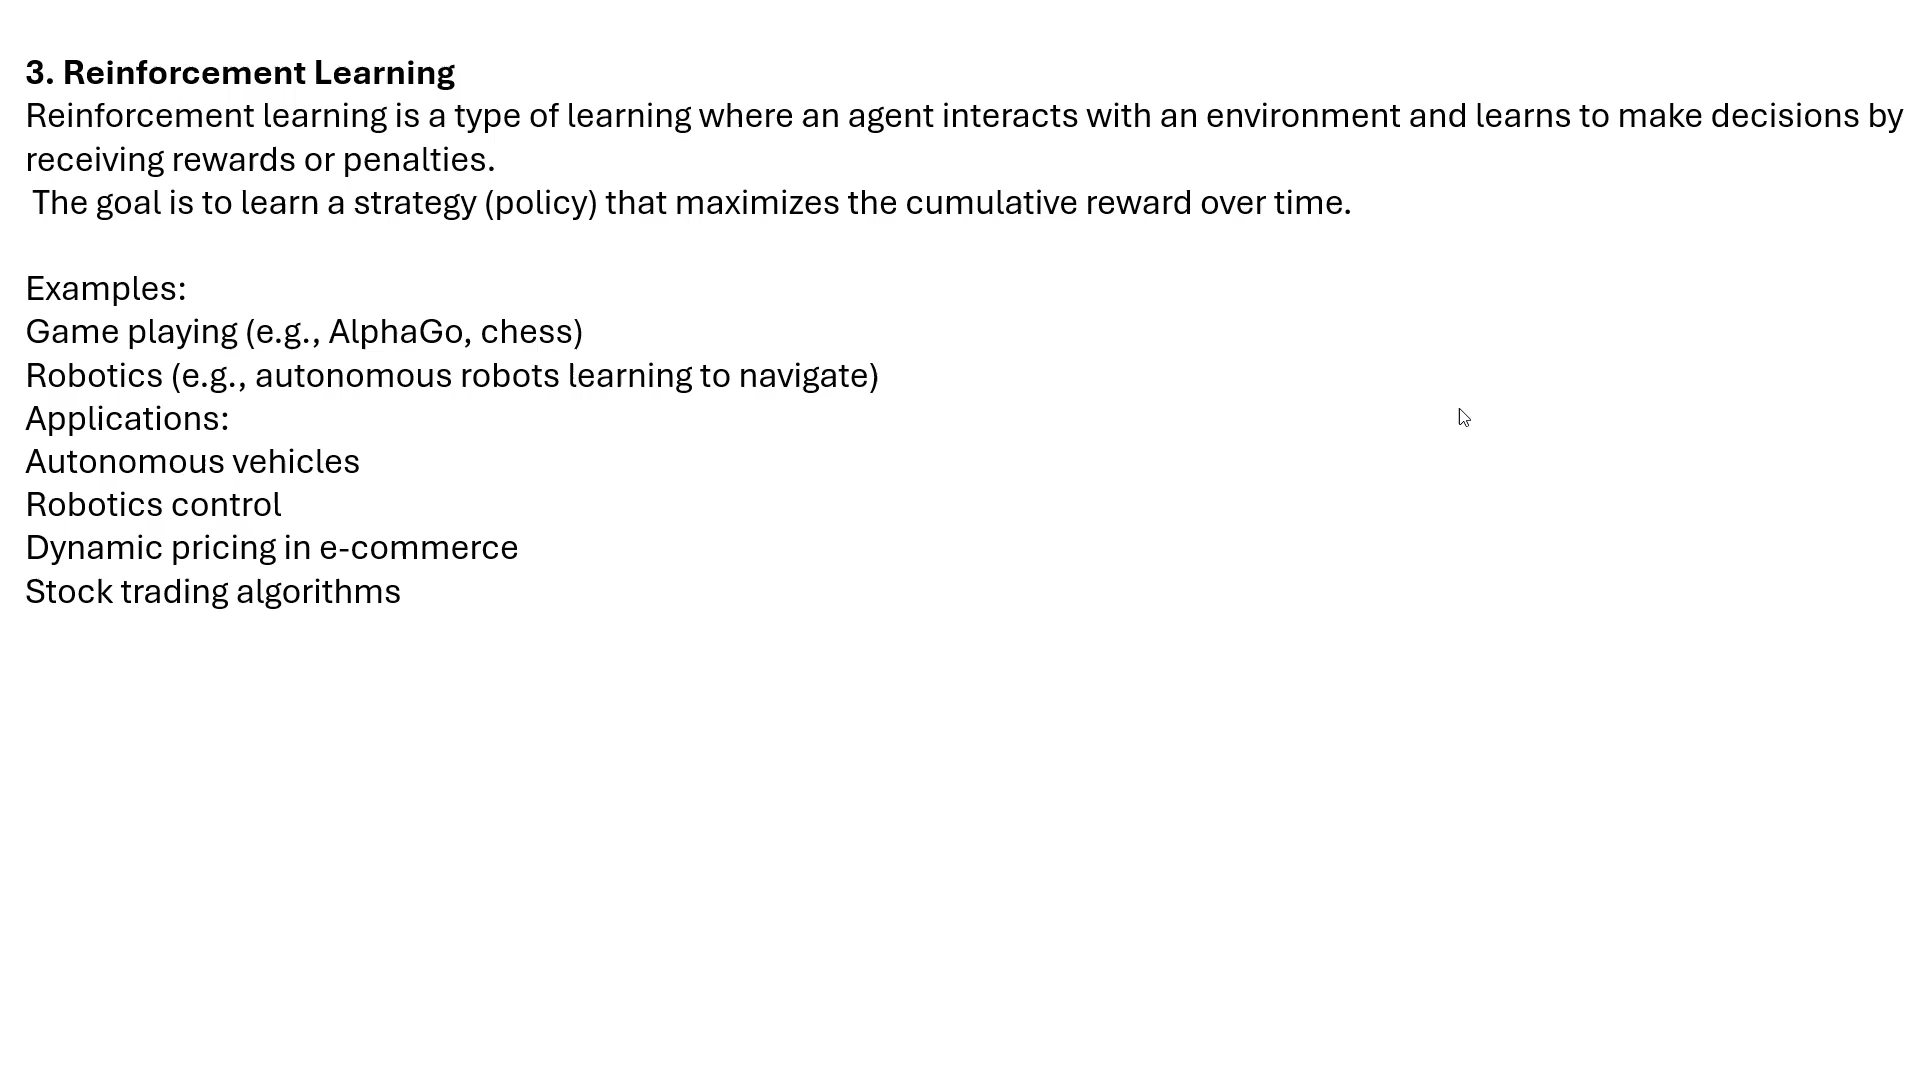 3. Reinforcement Learning
Reinforcement learning is a type of learning where an agent interacts with an environment and learns to make decisions by
receiving rewards or penalties.
The goal is to learn a strategy (policy) that maximizes the cumulative reward over time.
Examples:
Game playing (e.g., AlphaGo, chess)
Robotics (e.g., autonomous robots learning to navigate)
Applications:
Autonomous vehicles
Robotics control
Dynamic pricing in e-commerce
Stock trading algorithms